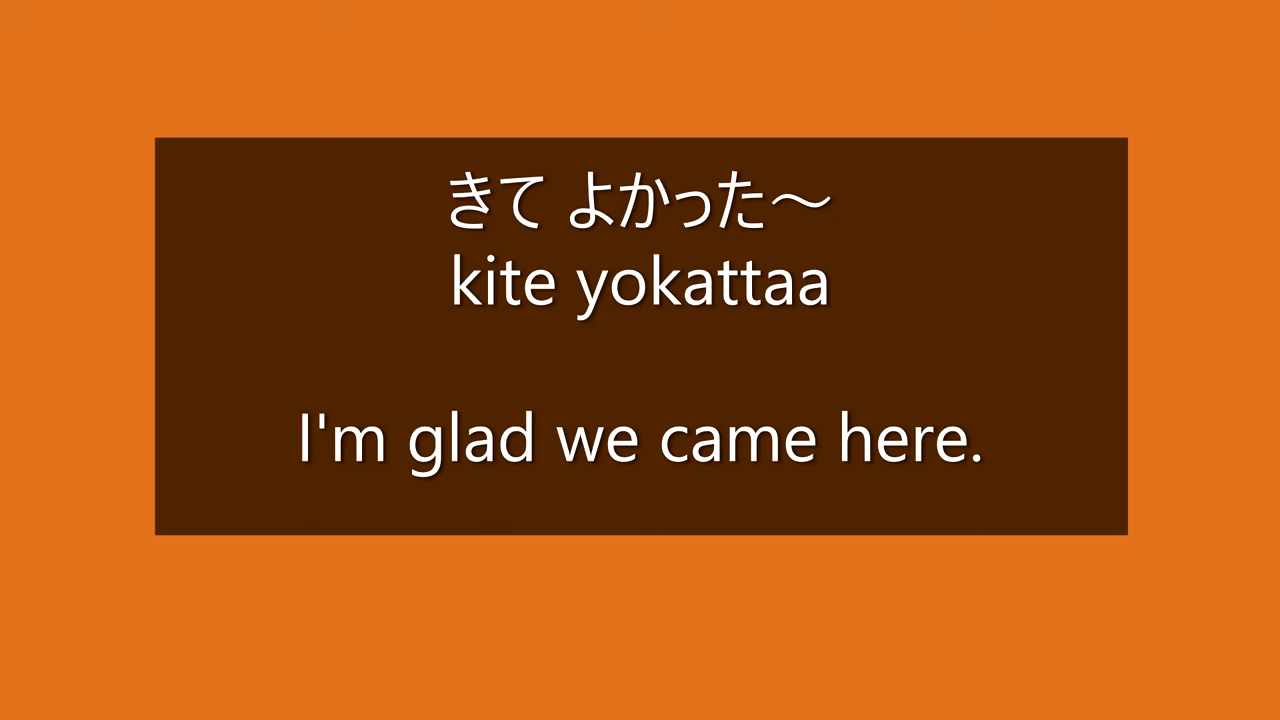 きて よかった～
kite yokattaa
I'm glad we came here.